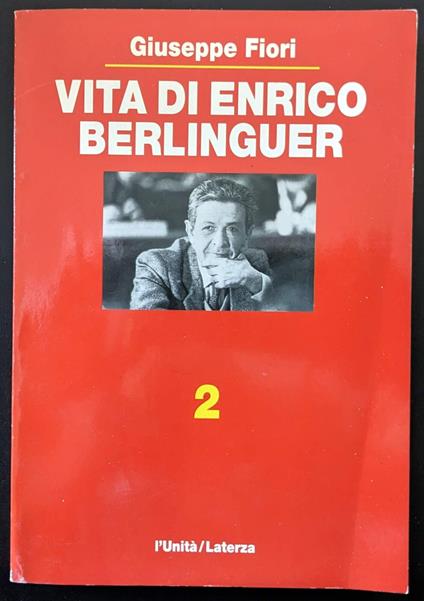 Giuseppe Fiori
VITA DI ENRICO
BERLINGUER
2
l'Unità/Laterza